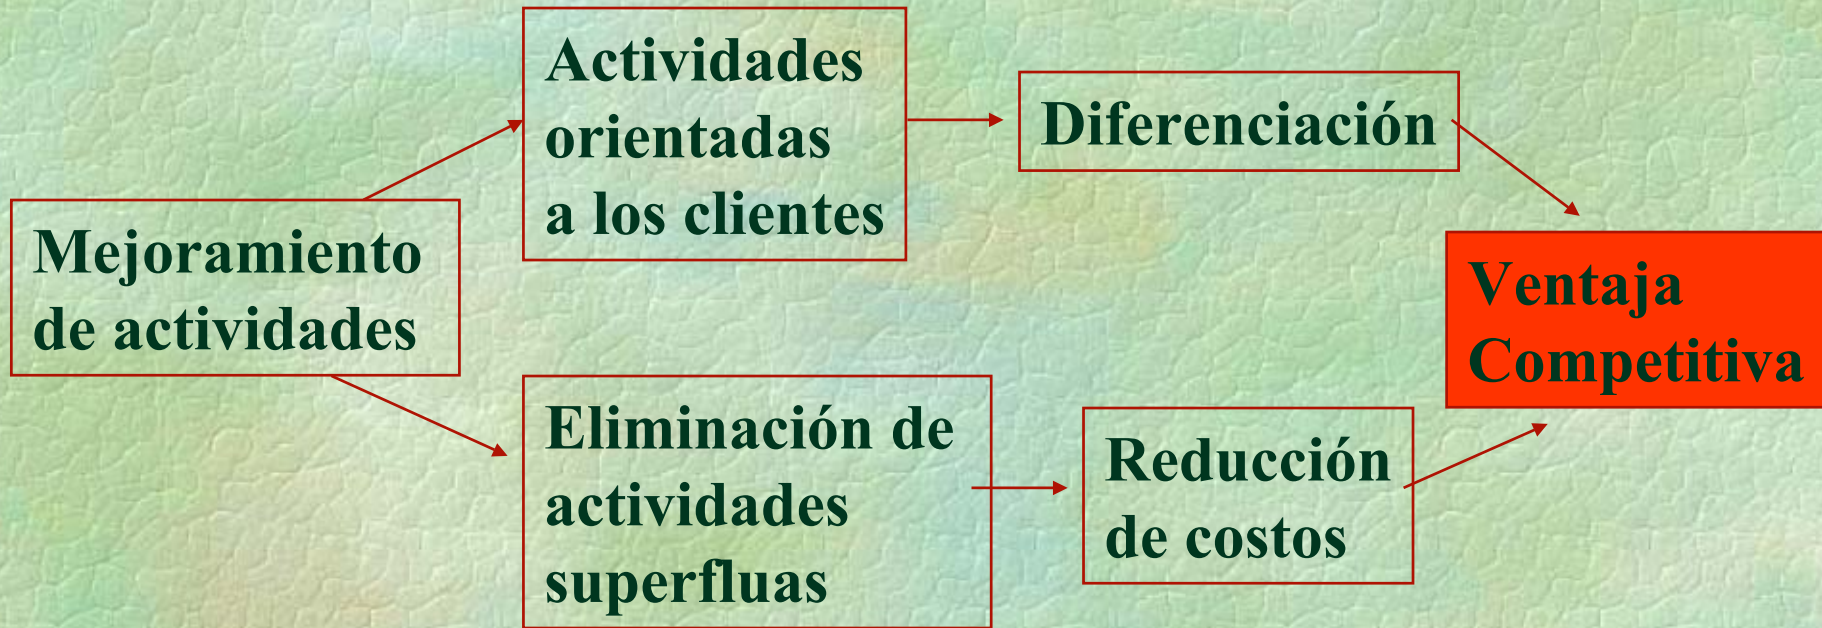 Mejoramiento
de actividades
Actividades
orientadas
a los clientes
Diferenciación
Eliminación de
actividades
superfluas
Reducción
de costos
Ventaja
Competitiva